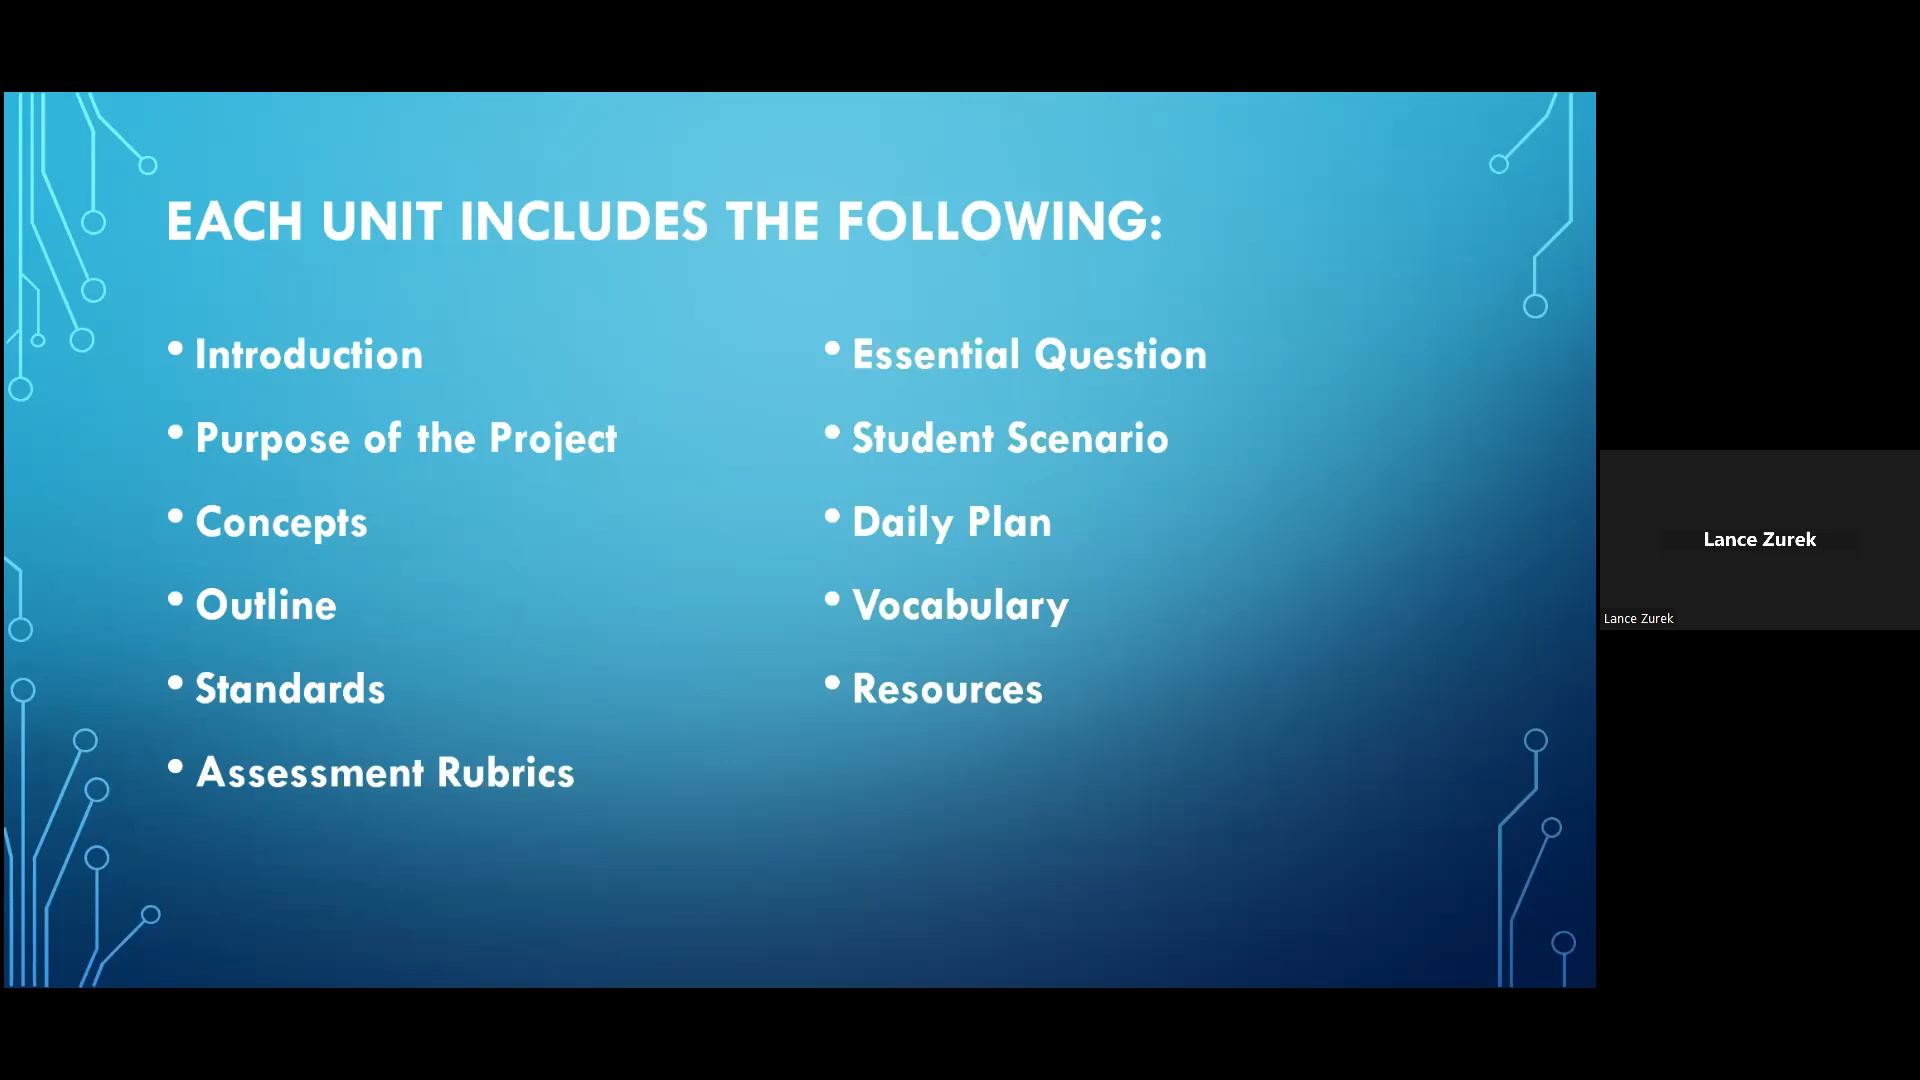 EACH UNIT INCLUDES THE FOLLOWING:
• Introduction
• Purpose of the Project
• Concepts
• Outline
• Standards
• Assessment Rubrics
• Essential Question
• Student Scenario
• Daily Plan
• Vocabulary
• Resources
Lance Zurek
Lance Zurek